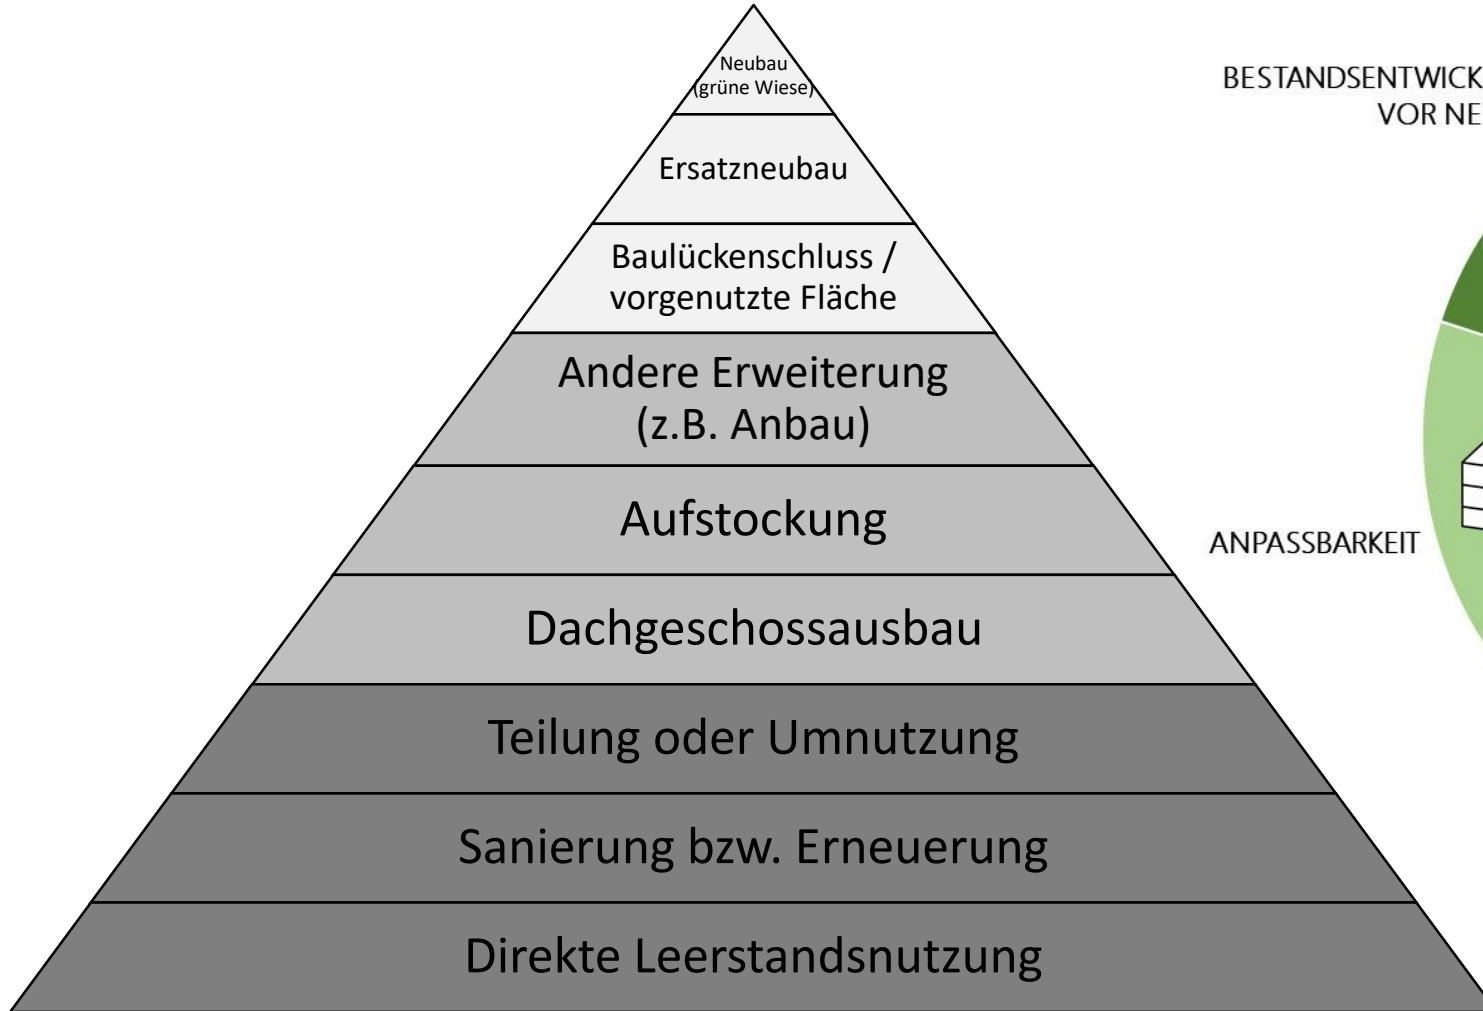 Neubau
(grüne Wiese)
Ersatzneubau
Baulückenschluss /
vorgenutzte Fläche
Andere Erweiterung
(z.B. Anbau)
Aufstockung
Dachgeschossausbau
Teilung oder Umnutzung
Sanierung bzw. Erneuerung
Direkte Leerstandsnutzung
BESTANDSENTWICK
VOR NE
ANPASSBARKEIT